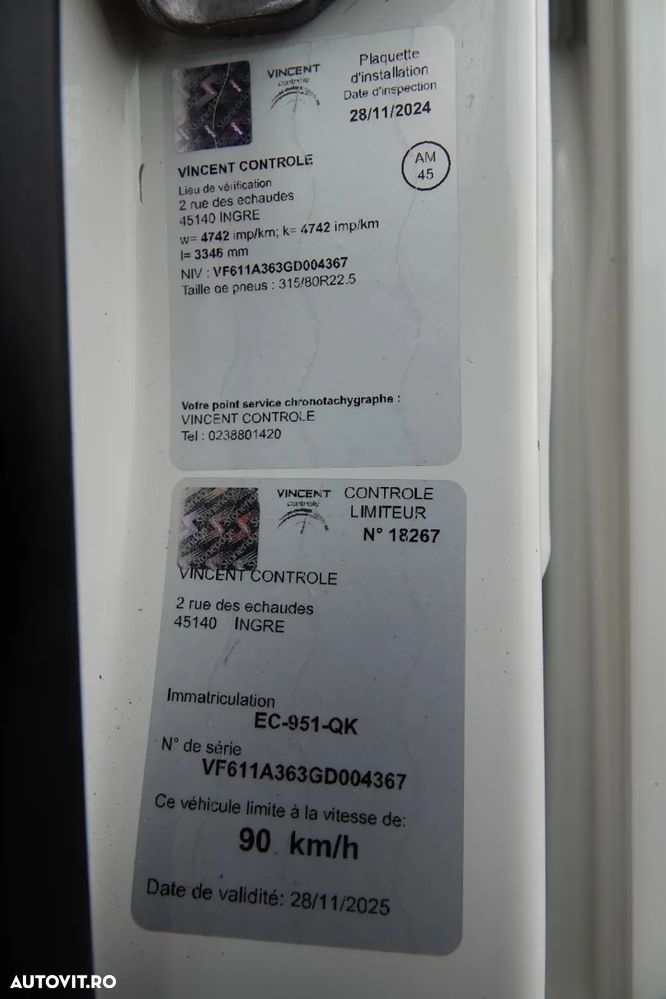 VINCENT
controle
Plaquette
d'installation
Date d'inspection
28/11/2024
VINCENT CONTROLE
AM
45
Lieu de vérification
2 rue des echaudes
45140 INGRE
w= 4742 imp/km; k= 4742 imp/km
l= 3346 mm
NIV : VF611A363GD004367
Taille de pneus : 315/80R22.5
Votre point service chronotachygraphe :
VINCENT CONTROLE
Tel : 0238801420
VINCENT
controle
CONTROLE
LIMITEUR
N° 18267
VINCENT CONTROLE
2 rue des echaudes
45140 INGRE
Immatriculation
EC-951-QK
N° de série
VF611A363GD004367
Ce véhicule limite à la vitesse de:
90 km/h
Date de validité: 28/11/2025
AUTOVIT.RO